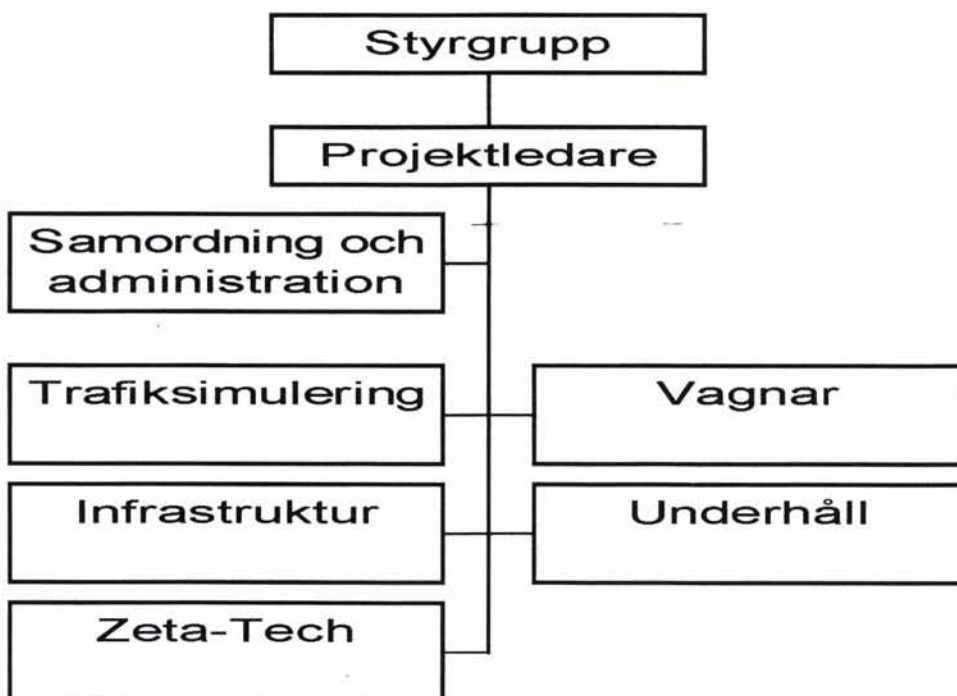 Styrgrupp
Projektledare
Samordning och
administration
Trafiksimulering
Vagnar
Infrastruktur
Underhåll
Zeta-Tech